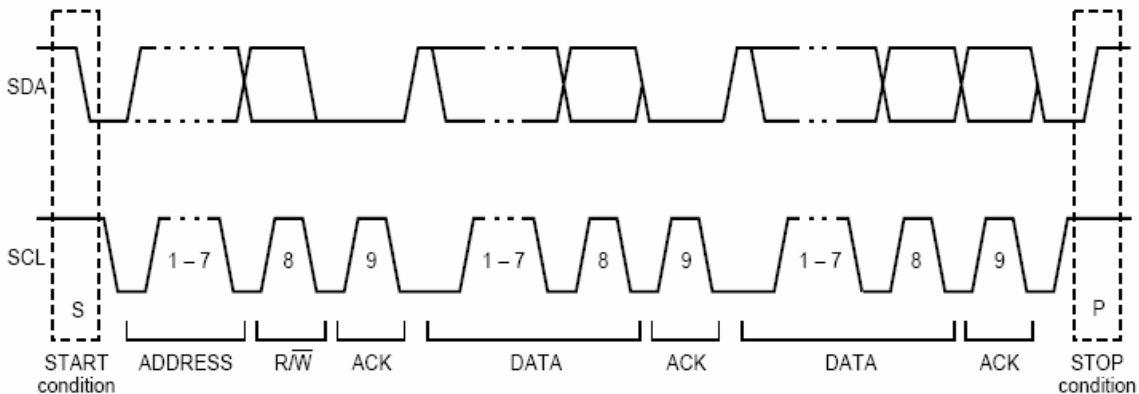 SDA
SCL
1 – 7
8
9
1 – 7
8
9
1 – 7
8
9
S
P
START
condition
ADDRESS
R/W̅
ACK
DATA
ACK
DATA
ACK
STOP
condition